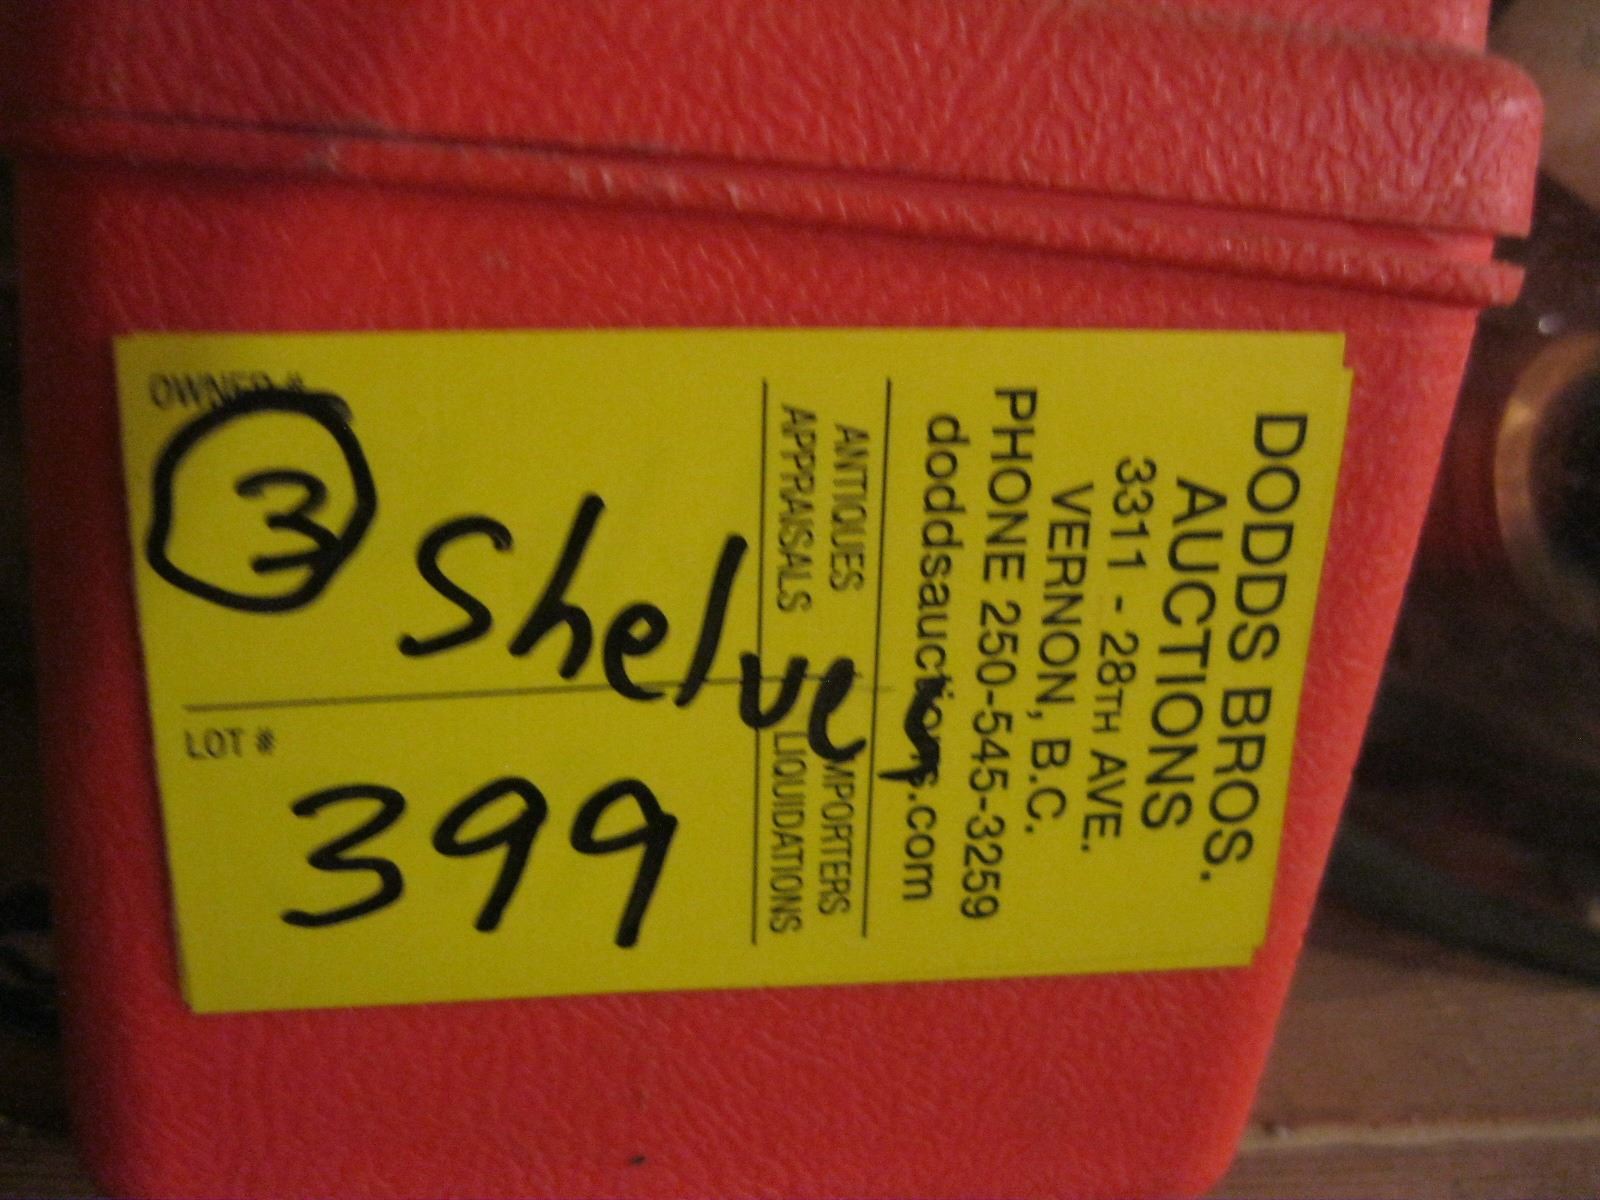 DODDS BROS.
AUCTIONS
3311 - 28TH AVE.
VERNON, B.C.
PHONE 250-545-3259
doddsauctions.com
ANTIQUES IMPORTERS
APPRAISALS LIQUIDATIONS
OWNER #
3
Shelves
LOT #
399